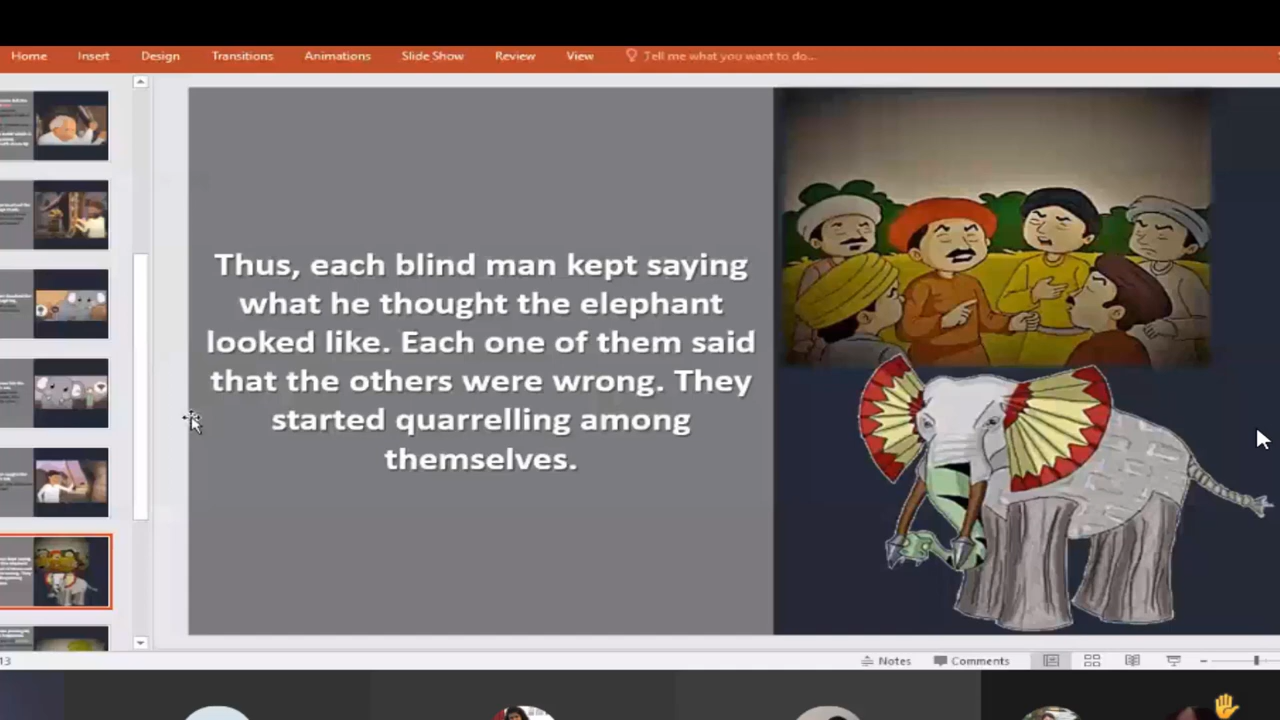 Home Insert Design Transitions Animations Slide Show Review View Tell me what you want to do...
Thus, each blind man kept saying
what he thought the elephant
looked like. Each one of them said
that the others were wrong. They
started quarrelling among
themselves.
13 Notes Comments